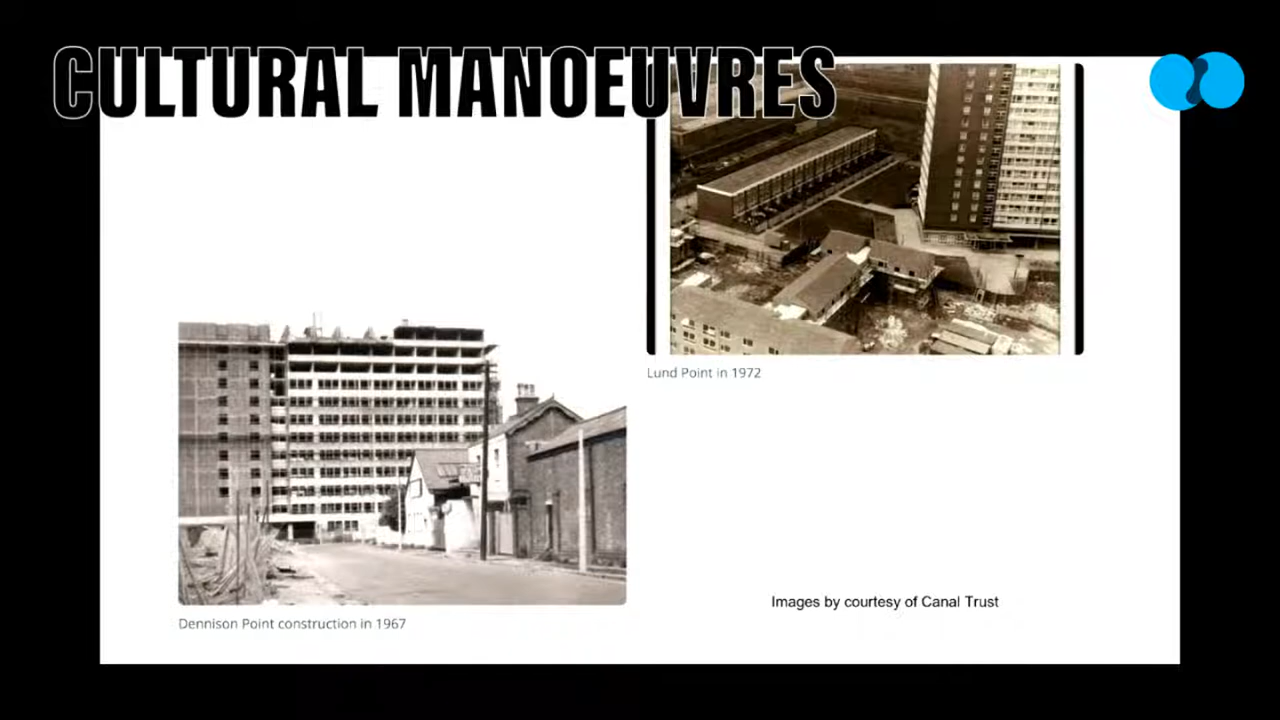 CULTURAL MANOEUVRES
Lund Point in 1972
Images by courtesy of Canal Trust
Dennison Point construction in 1967